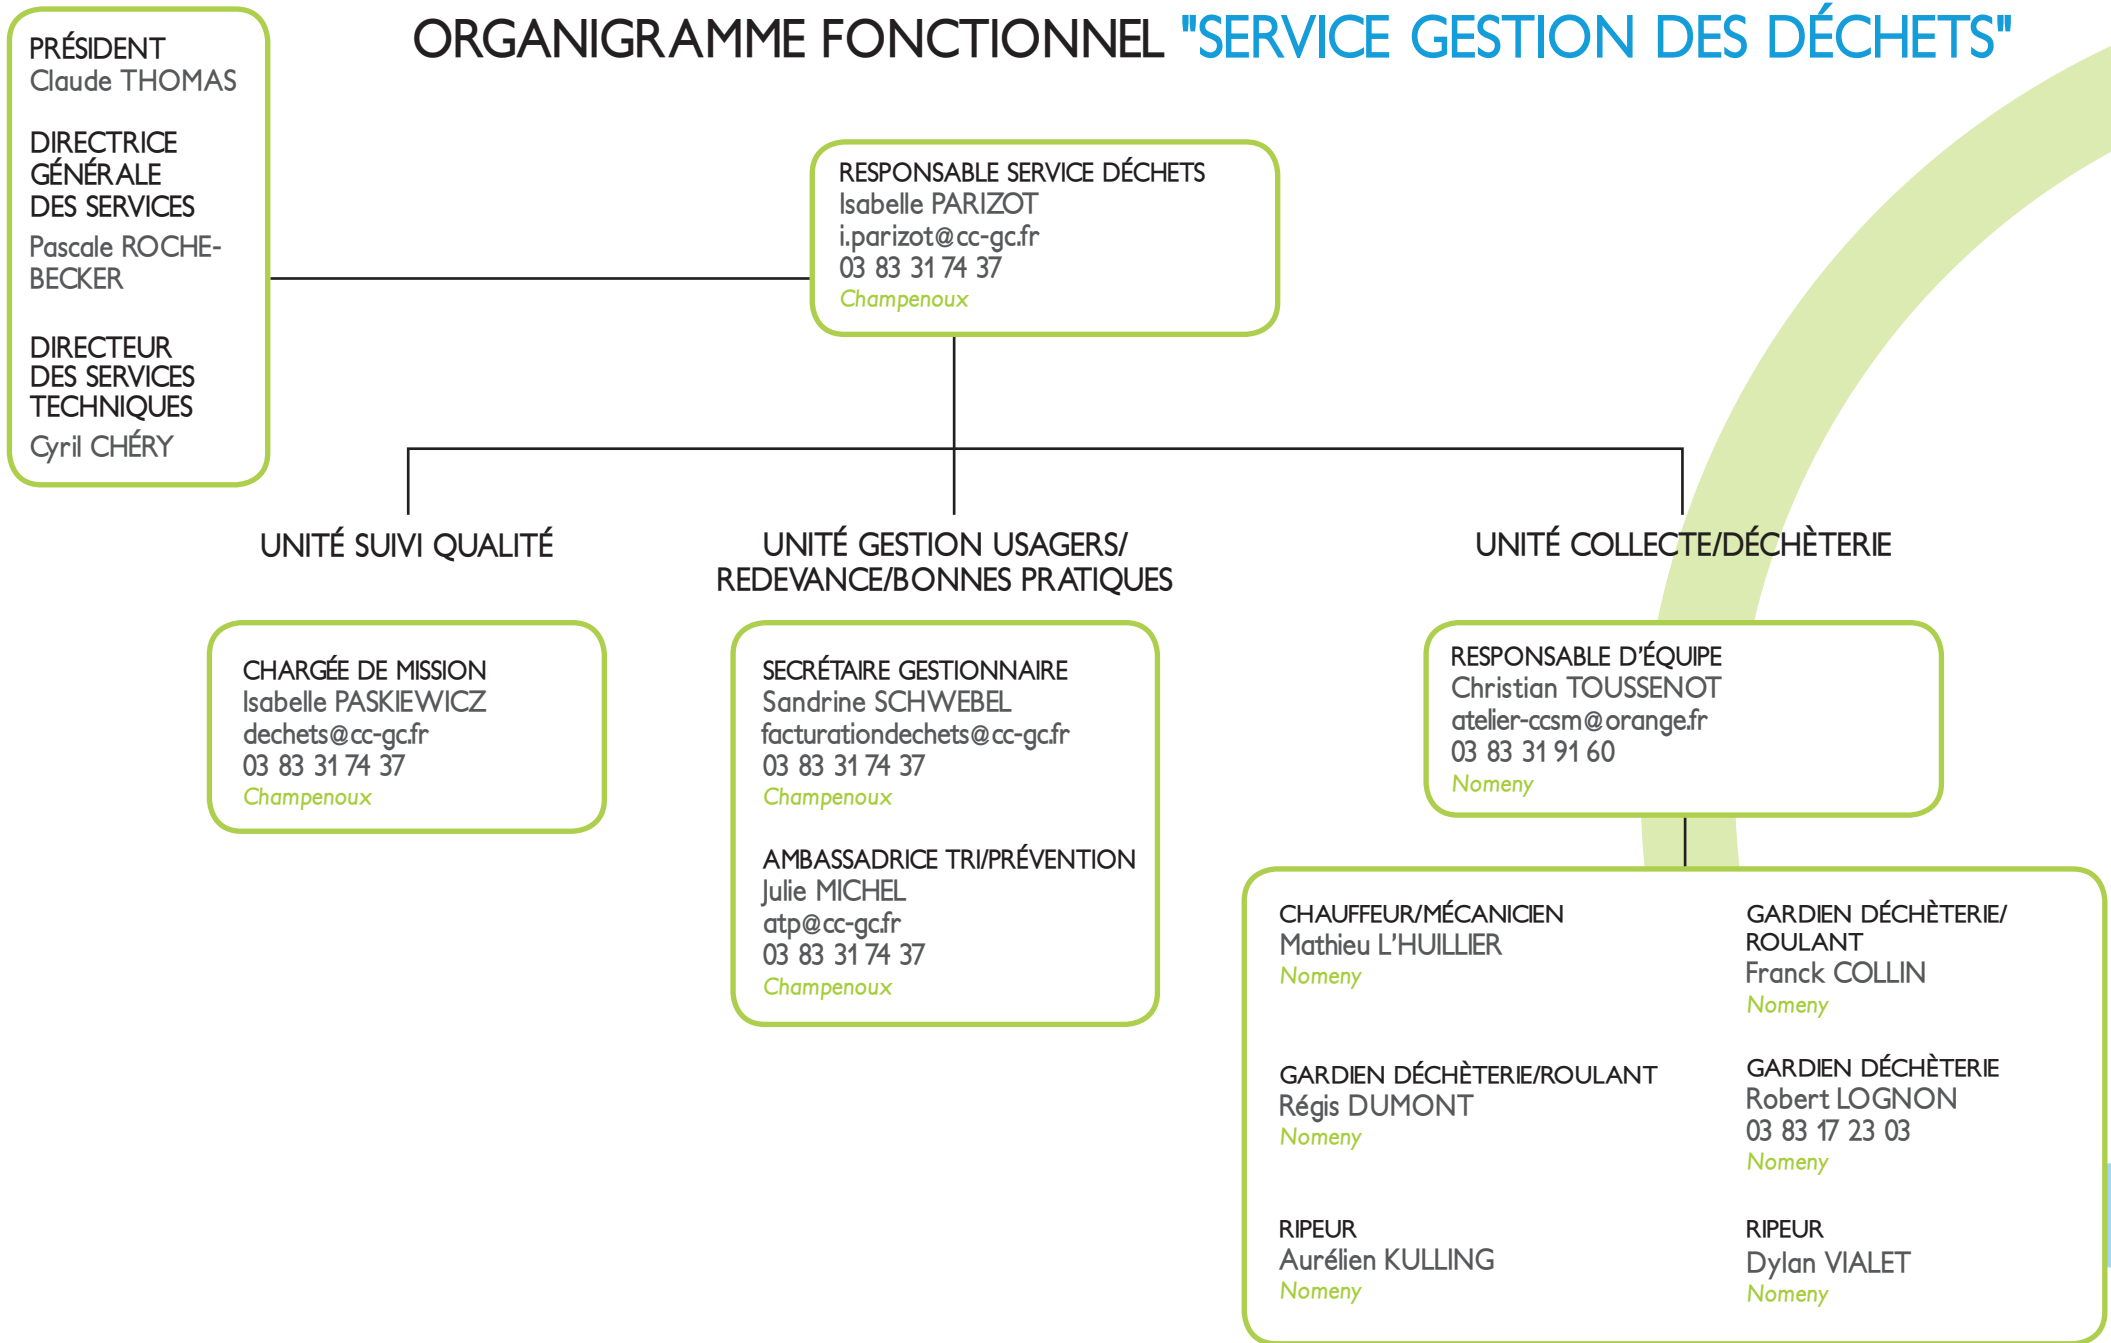 ORGANIGRAMME FONCTIONNEL "SERVICE GESTION DES DÉCHETS"
PRÉSIDENT
Claude THOMAS
DIRECTRICE
GÉNÉRALE
DES SERVICES
Pascale ROCHE-
BECKER
DIRECTEUR
DES SERVICES
TECHNIQUES
Cyril CHÉRY
RESPONSABLE SERVICE DÉCHETS
Isabelle PARIZOT
i.parizot@cc-gc.fr
03 83 31 74 37
Champenoux
UNITÉ SUIVI QUALITÉ
CHARGÉE DE MISSION
Isabelle PASKIEWICZ
dechets@cc-gc.fr
03 83 31 74 37
Champenoux
UNITÉ GESTION USAGERS/
REDEVANCE/BONNES PRATIQUES
SECRÉTAIRE GESTIONNAIRE
Sandrine SCHWEBEL
facturationdechets@cc-gc.fr
03 83 31 74 37
Champenoux
AMBASSADRICE TRI/PRÉVENTION
Julie MICHEL
atp@cc-gc.fr
03 83 31 74 37
Champenoux
UNITÉ COLLECTE/DÉCHÈTERIE
RESPONSABLE D'ÉQUIPE
Christian TOUSSENOT
atelier-ccsm@orange.fr
03 83 31 91 60
Nomeny
CHAUFFEUR/MÉCANICIEN
Mathieu L'HUILLIER
Nomeny
GARDIEN DÉCHÈTERIE/
ROULANT
Franck COLLIN
Nomeny
GARDIEN DÉCHÈTERIE/ROULANT
Régis DUMONT
Nomeny
GARDIEN DÉCHÈTERIE
Robert LOGNON
03 83 17 23 03
Nomeny
RIPEUR
Aurélien KULLING
Nomeny
RIPEUR
Dylan VIALET
Nomeny